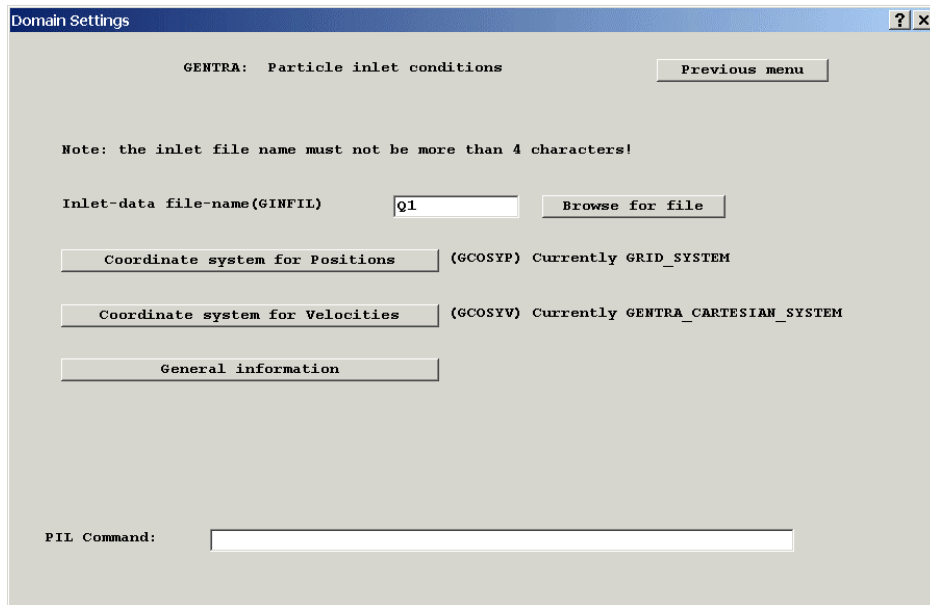 Domain Settings
GENTRA: Particle inlet conditions
Previous menu
Note: the inlet file name must not be more than 4 characters!
Inlet-data file-name(GINFIL) Q1 Browse for file
Coordinate system for Positions (GCOSYP) Currently GRID_SYSTEM
Coordinate system for Velocities (GCOSYV) Currently GENTRA_CARTESIAN_SYSTEM
General information
PIL Command: